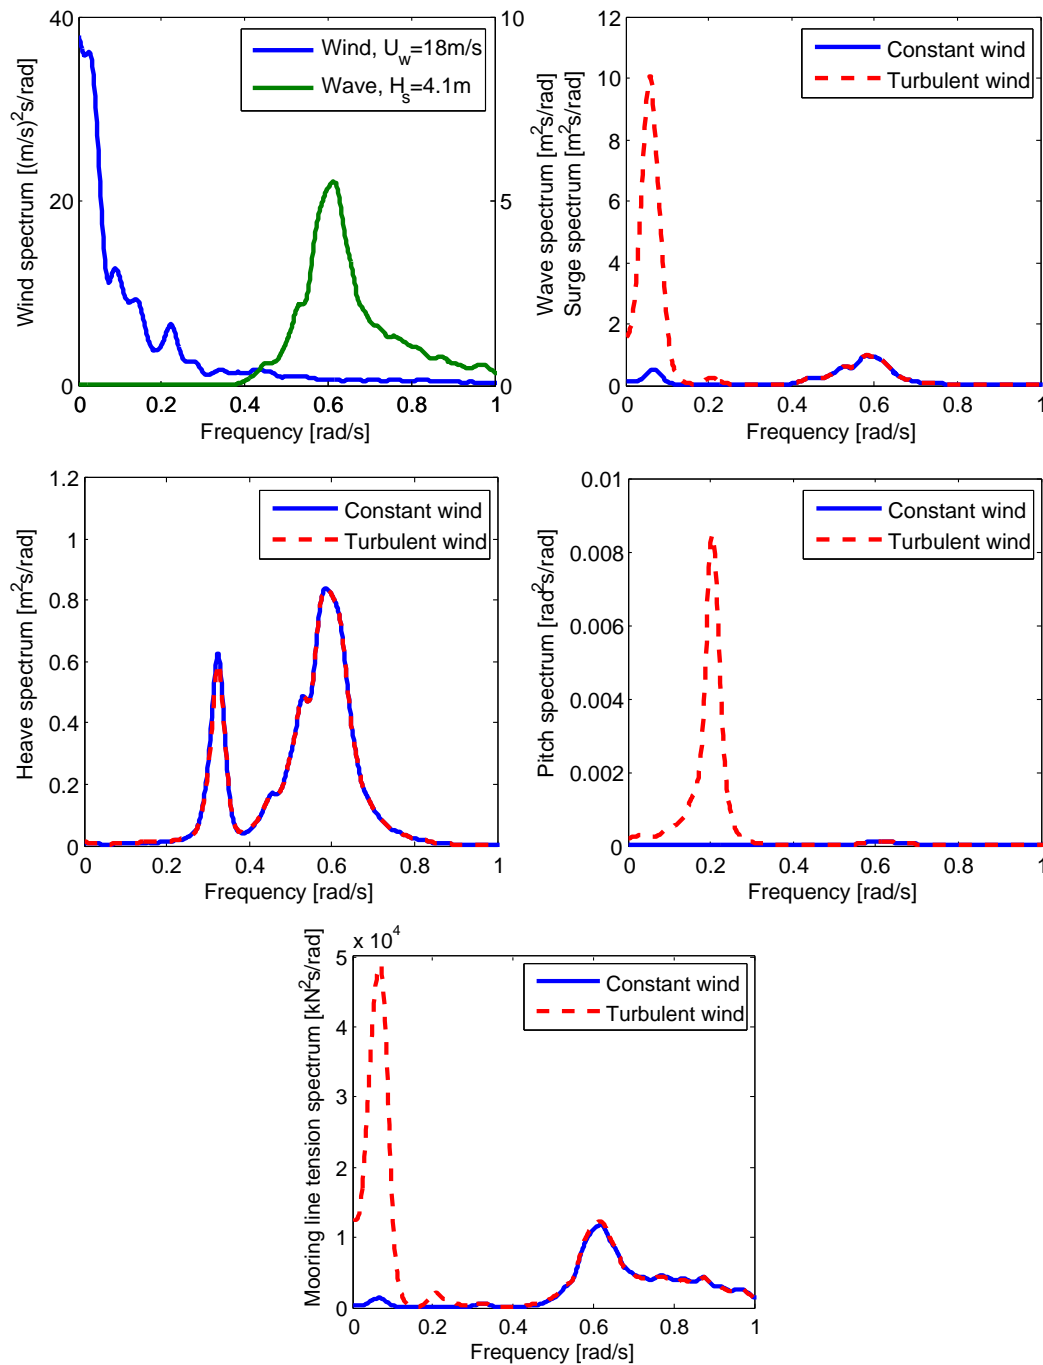 40
20
0
10
5
0
Wind, U_w=18m/s
Wave, H_s=4.1m
Wind spectrum [(m/s)^2s/rad]
0 0.2 0.4 0.6 0.8 1
Frequency [rad/s]
Wave spectrum [m^2s/rad]
Surge spectrum [m^2s/rad]
12
10
8
6
4
2
0
Constant wind
Turbulent wind
0 0.2 0.4 0.6 0.8 1
Frequency [rad/s]
Heave spectrum [m^2s/rad]
1.2
1
0.8
0.6
0.4
0.2
0
Constant wind
Turbulent wind
0 0.2 0.4 0.6 0.8 1
Frequency [rad/s]
Pitch spectrum [rad^2s/rad]
0.01
0.008
0.006
0.004
0.002
0
Constant wind
Turbulent wind
0 0.2 0.4 0.6 0.8 1
Frequency [rad/s]
Mooring line tension spectrum [kN^2s/rad]
x 10^4
5
4
3
2
1
0
Constant wind
Turbulent wind
0 0.2 0.4 0.6 0.8 1
Frequency [rad/s]